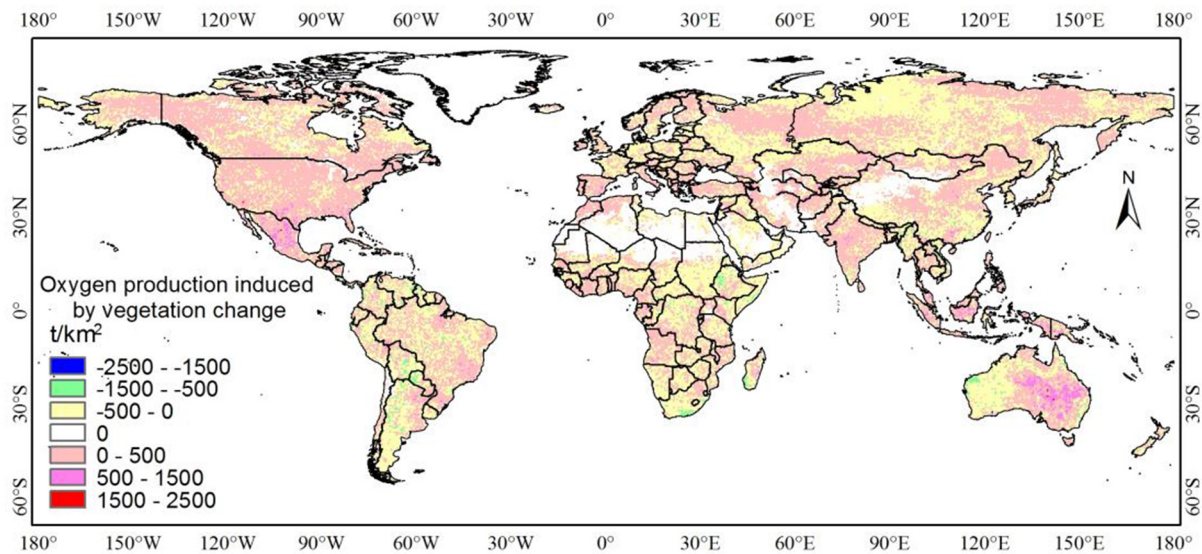 180° 150°W 120°W 90°W 60°W 30°W 0° 30°E 60°E 90°E 120°E 150°E 180°
60°N 60°N
N
30°N 30°N
Oxygen production induced
by vegetation change
0° 0°
t/km²
-2500 - -1500
-1500 - -500
-500 - 0
0
0 - 500
500 - 1500
1500 - 2500
30°S 30°S
60°S 60°S
180° 150°W 120°W 90°W 60°W 30°W 0° 30°E 60°E 90°E 120°E 150°E 180°